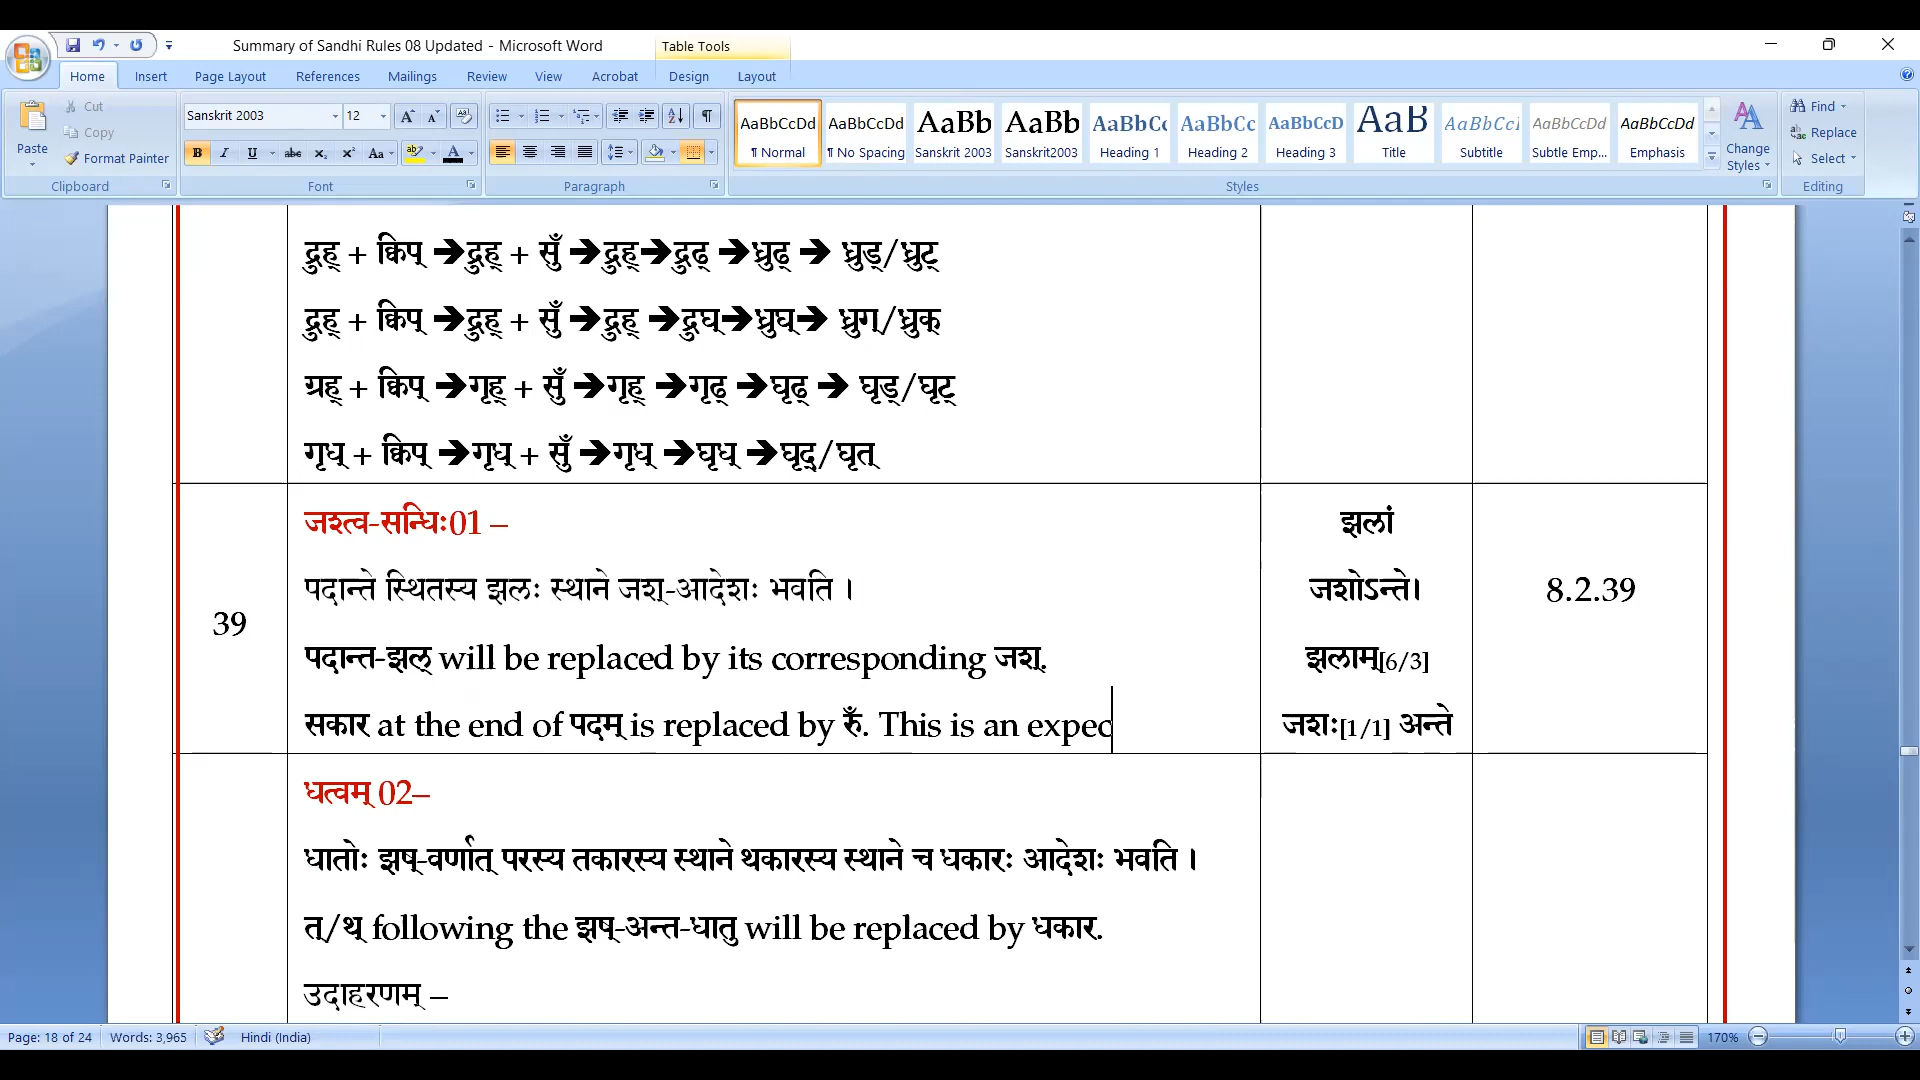 Summary of Sandhi Rules 08 Updated - Microsoft Word
Table Tools
Home Insert Page Layout References Mailings Review View Acrobat Design Layout
Paste
Cut
Copy
Format Painter
Clipboard
Sanskrit 2003 12
Font
Paragraph
AaBbCcDd AaBbCcDd AaBb AaBb AaBbCc AaBbCc AaBbCcD AaB AaBbCcI AaBbCcDd AaBbCcDd
¶ Normal ¶ No Spacing Sanskrit 2003 Sanskrit2003 Heading 1 Heading 2 Heading 3 Title Subtitle Subtle Emp... Emphasis
Change Styles
Styles
Find
Replace
Select
Editing
द्रुह् + क्विप् ➔द्रुह् + सुँ ➔द्रुह्➔द्रुढ् ➔ध्रुढ् ➔ ध्रुड्/ध्रुट्
द्रुह् + क्विप् ➔द्रुह् + सुँ ➔द्रुह् ➔द्रुघ्➔ध्रुघ्➔ ध्रुग्/ध्रुक्
ग्रह् + क्विप् ➔गृह् + सुँ ➔गृह् ➔गृढ् ➔घृढ् ➔ घृड्/घृट्
गृध् + क्विप् ➔गृध् + सुँ ➔गृध् ➔घृध् ➔घृद्/घृत्
39
जश्त्व-सन्धिः01 –
पदान्ते स्थितस्य झलः स्थाने जश्-आदेशः भवति ।
पदान्त-झल् will be replaced by its corresponding जश्.
सकार at the end of पदम् is replaced by रुँ. This is an expec
झलां
जशोऽन्ते।
झलाम्[6/3]
जशः[1/1] अन्ते
8.2.39
धत्वम् 02–
धातोः झष्-वर्णात् परस्य तकारस्य स्थाने थकारस्य स्थाने च धकारः आदेशः भवति ।
त्/थ् following the झष्-अन्त-धातु will be replaced by धकार.
उदाहरणम् –
Page: 18 of 24 Words: 3,965 Hindi (India) 170%